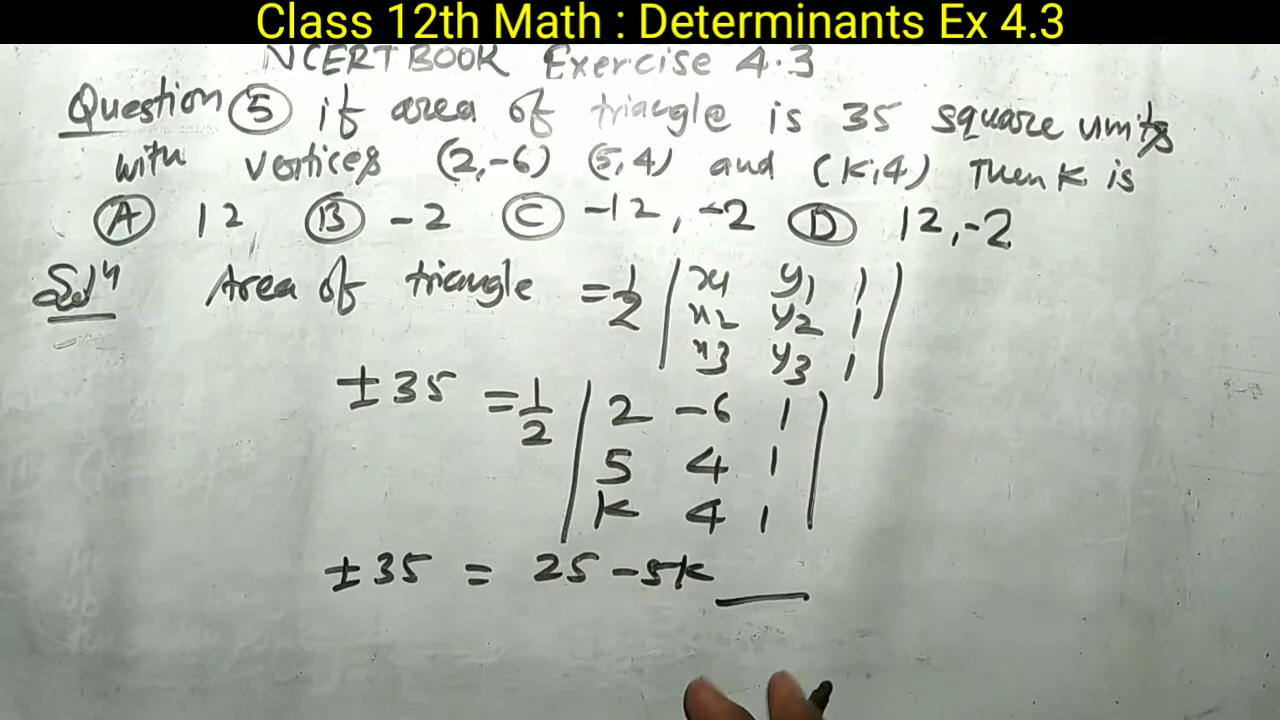 Class 12th Math : Determinants Ex 4.3
NCERT BOOK Exercise 4.3
Question 5 if area of triangle is 35 square units
with vertices (2,-6) (5,4) and (K,4) Then K is
A 12 B -2 C -12, -2 D 12,-2
Solⁿ Area of triangle = 1/2 | x1 y1 1 |
| x2 y2 1 |
| x3 y3 1 |
±35 = 1/2 | 2 -6 1 |
| 5 4 1 |
| K 4 1 |
±35 = 25 -5K